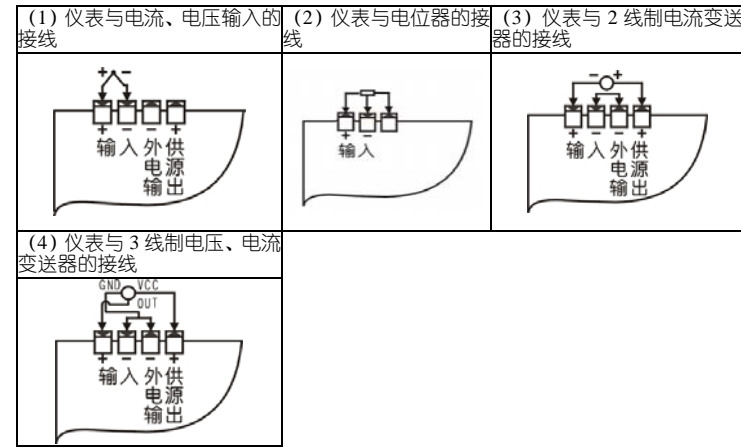 （1）仪表与电流、电压输入的
接线
（2）仪表与电位器的接
线
（3）仪表与 2 线制电流变送
器的接线
+ -
+ - - +
输入 外供
电源
输出
+ -
输入
- +
+ - - +
输入 外供
电源
输出
（4）仪表与 3 线制电压、电流
变送器的接线
GND VCC
OUT
+ - - +
输入 外供
电源
输出